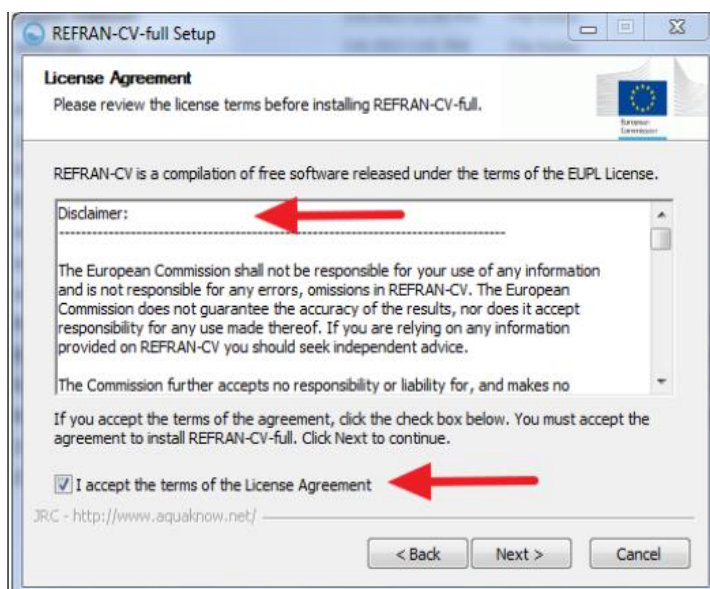 REFRAN-CV-full Setup
License Agreement
Please review the license terms before installing REFRAN-CV-full.
European
Commission
REFRAN-CV is a compilation of free software released under the terms of the EUPL License.
Disclaimer:
--------------------------------------------------------------------------------
The European Commission shall not be responsible for your use of any information
and is not responsible for any errors, omissions in REFRAN-CV. The European
Commission does not guarantee the accuracy of the results, nor does it accept
responsibility for any use made thereof. If you are relying on any information
provided on REFRAN-CV you should seek independent advice.
The Commission further accepts no responsibility or liability for, and makes no
If you accept the terms of the agreement, click the check box below. You must accept the
agreement to install REFRAN-CV-full. Click Next to continue.
I accept the terms of the License Agreement
JRC - http://www.aquaknow.net/
< Back Next > Cancel